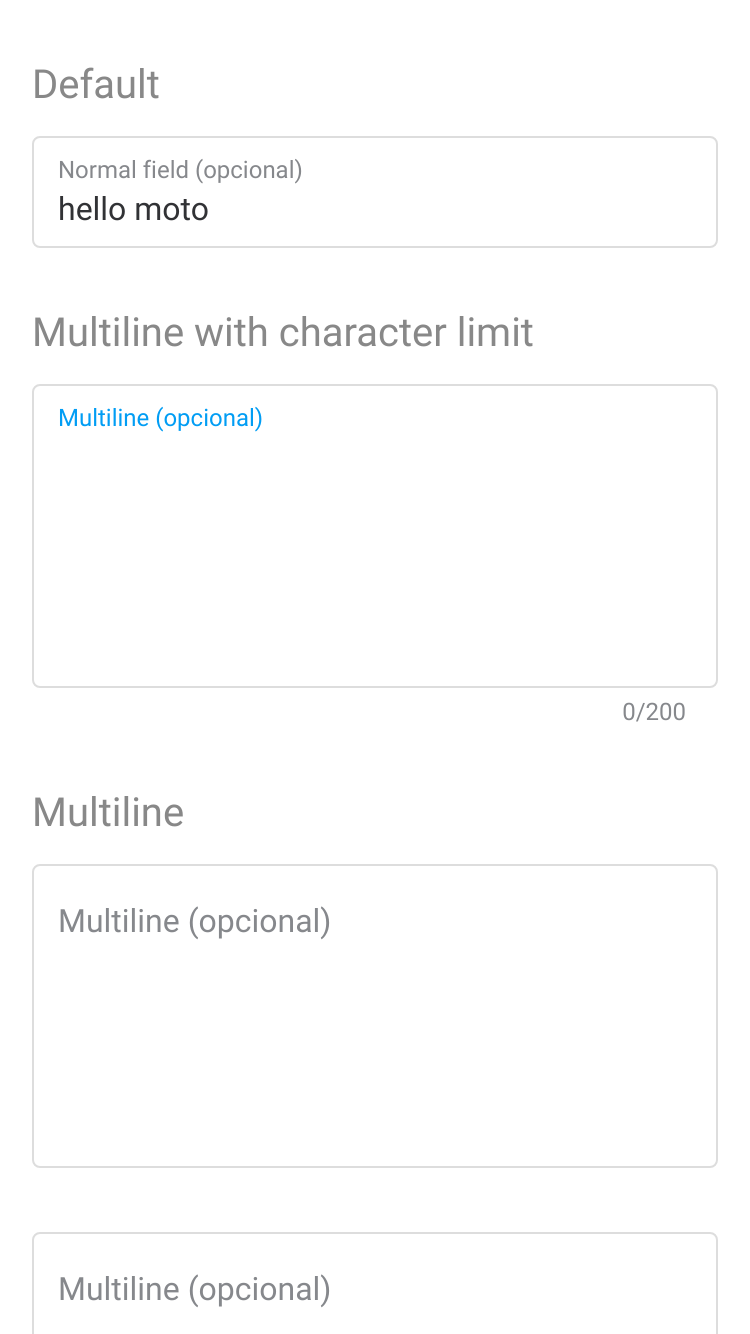 Default
Normal field (opcional)
hello moto
Multiline with character limit
Multiline (opcional)
0/200
Multiline
Multiline (opcional)
Multiline (opcional)